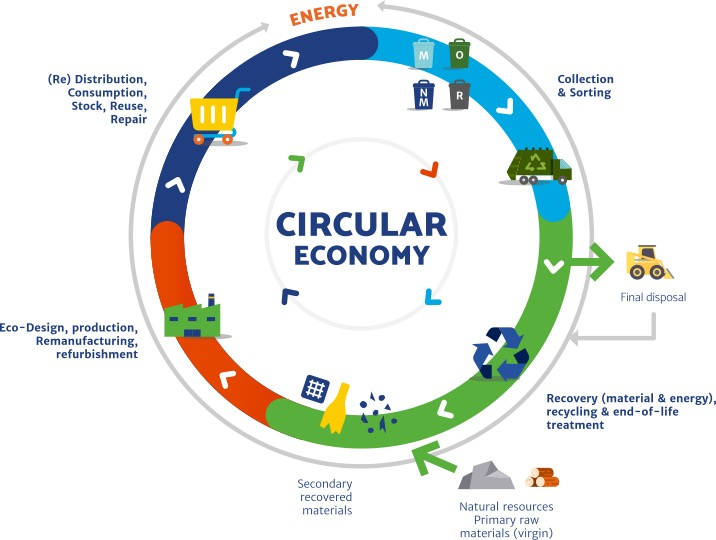 ENERGY
M
O
N
M
R
(Re) Distribution,
Consumption,
Stock, Reuse,
Repair
Collection
& Sorting
CIRCULAR
ECONOMY
Final disposal
Eco-Design, production,
Remanufacturing,
refurbishment
Recovery (material & energy),
recycling & end-of-life
treatment
Secondary
recovered
materials
Natural resources
Primary raw
materials (virgin)